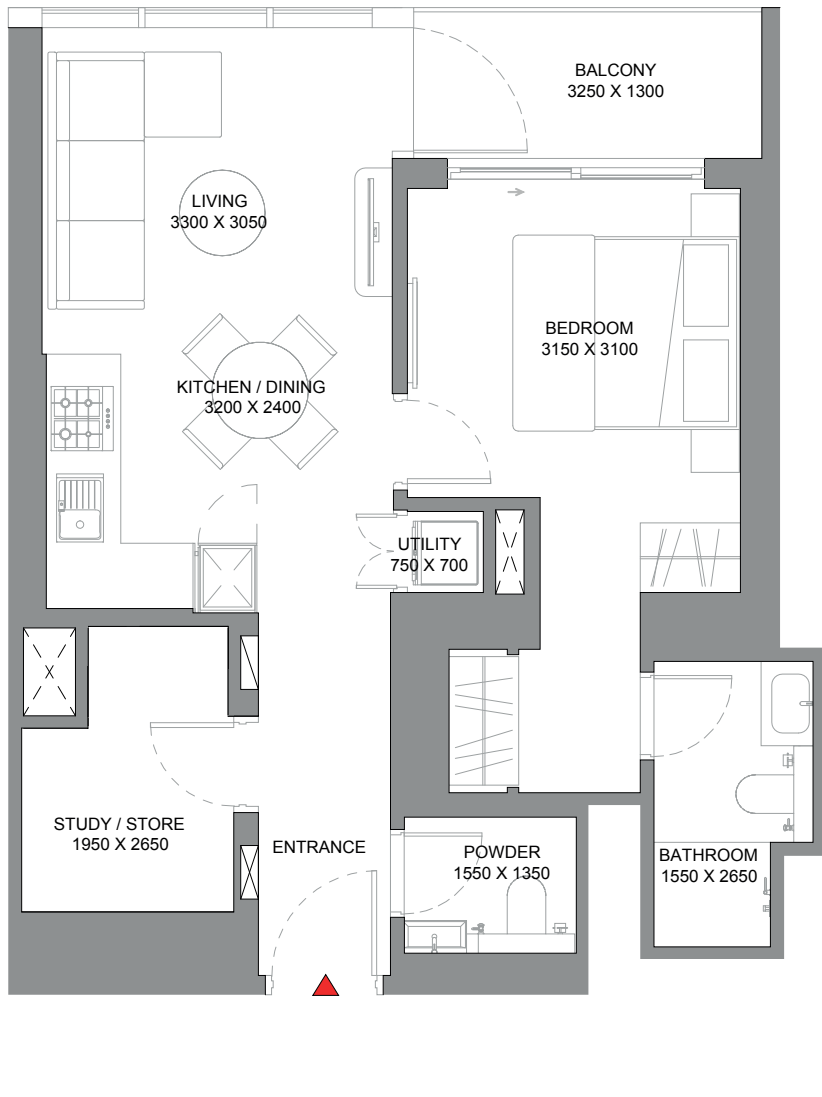 BALCONY
3250 X 1300
LIVING
3300 X 3050
BEDROOM
3150 X 3100
KITCHEN / DINING
3200 X 2400
UTILITY
750 X 700
STUDY / STORE
1950 X 2650
ENTRANCE
POWDER
1550 X 1350
BATHROOM
1550 X 2650